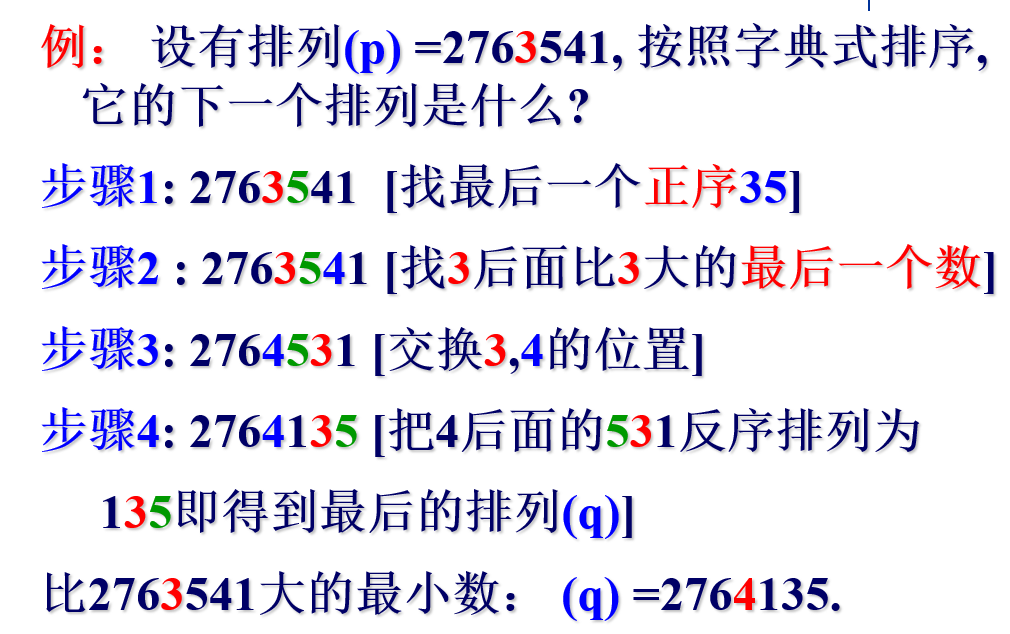 例： 设有排列(p) =2763541, 按照字典式排序,
它的下一个排列是什么?
步骤1: 2763541 [找最后一个正序35]
步骤2 : 2763541 [找3后面比3大的最后一个数]
步骤3: 2764531 [交换3,4的位置]
步骤4: 2764135 [把4后面的531反序排列为
135即得到最后的排列(q)]
比2763541大的最小数： (q) =2764135.